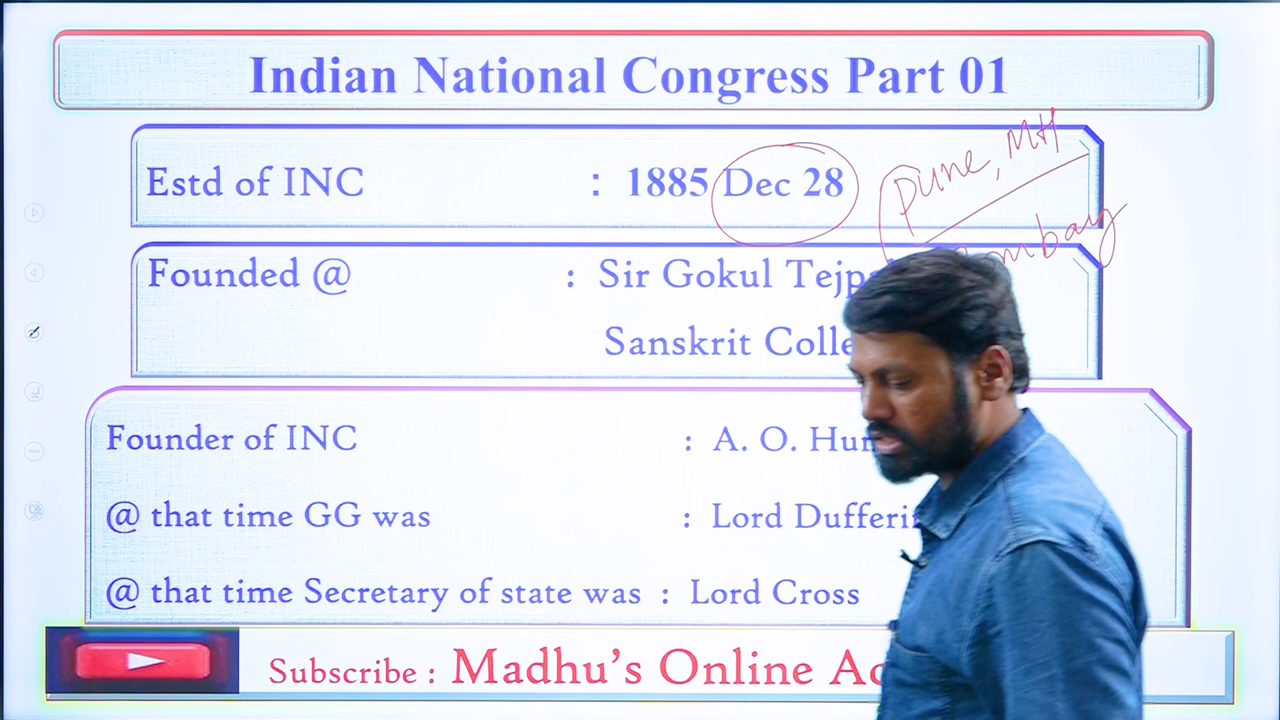 Indian National Congress Part 01
Pune, MH
Estd of INC : 1885 Dec 28
Founded @ : Sir Gokul
Sanskrit
Founder of INC : A. O.
@ that time GG was : Lord
@ that time Secretary of state was : Lord Cross
Subscribe : Madhu's Online